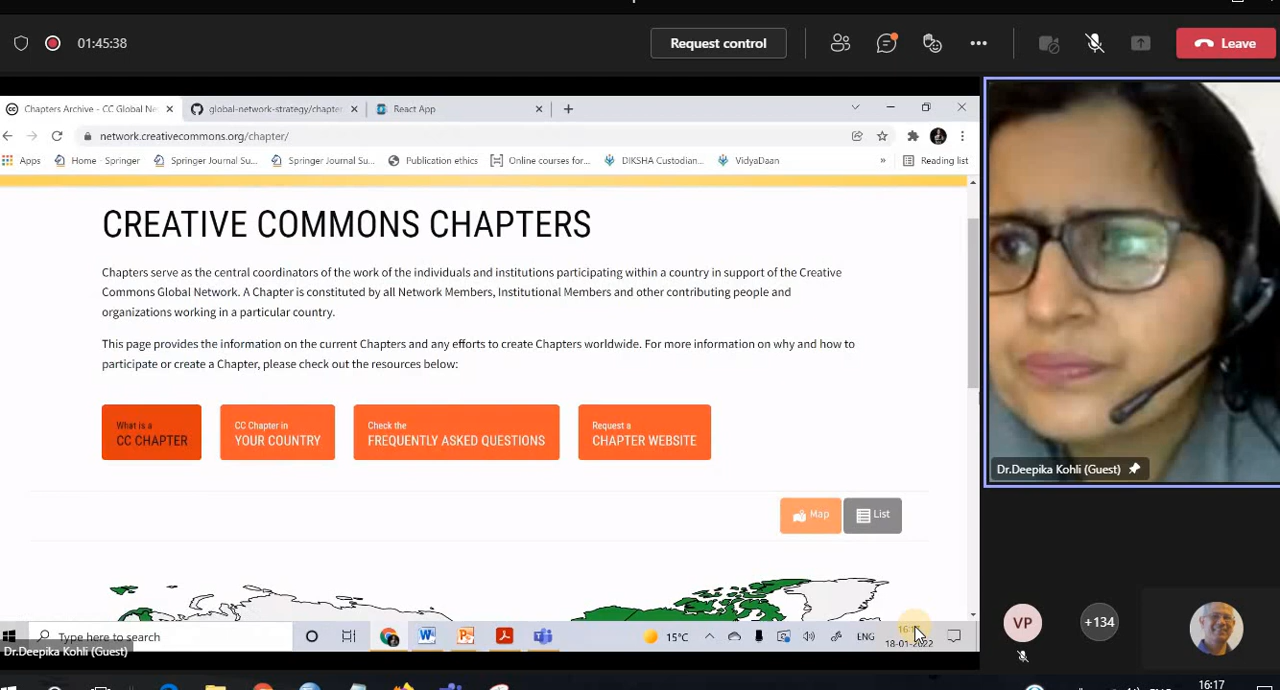 01:45:38
Request control
Leave
Chapters Archive - CC Global Ne
global-network-strategy/chapter
React App
network.creativecommons.org/chapter/
Apps
Home - Springer
Springer Journal Su...
Springer Journal Su...
Publication ethics
Online courses for...
DIKSHA Custodian...
VidyaDaan
»
Reading list
CREATIVE COMMONS CHAPTERS
Chapters serve as the central coordinators of the work of the individuals and institutions participating within a country in support of the Creative
Commons Global Network. A Chapter is constituted by all Network Members, Institutional Members and other contributing people and
organizations working in a particular country.
This page provides the information on the current Chapters and any efforts to create Chapters worldwide. For more information on why and how to
participate or create a Chapter, please check out the resources below:
What is a
CC CHAPTER
CC Chapter in
YOUR COUNTRY
Check the
FREQUENTLY ASKED QUESTIONS
Request a
CHAPTER WEBSITE
Map
List
Dr.Deepika Kohli (Guest)
VP
+134
Type here to search
15°C
ENG
18-01-2022
Dr.Deepika Kohli (Guest)
16:17